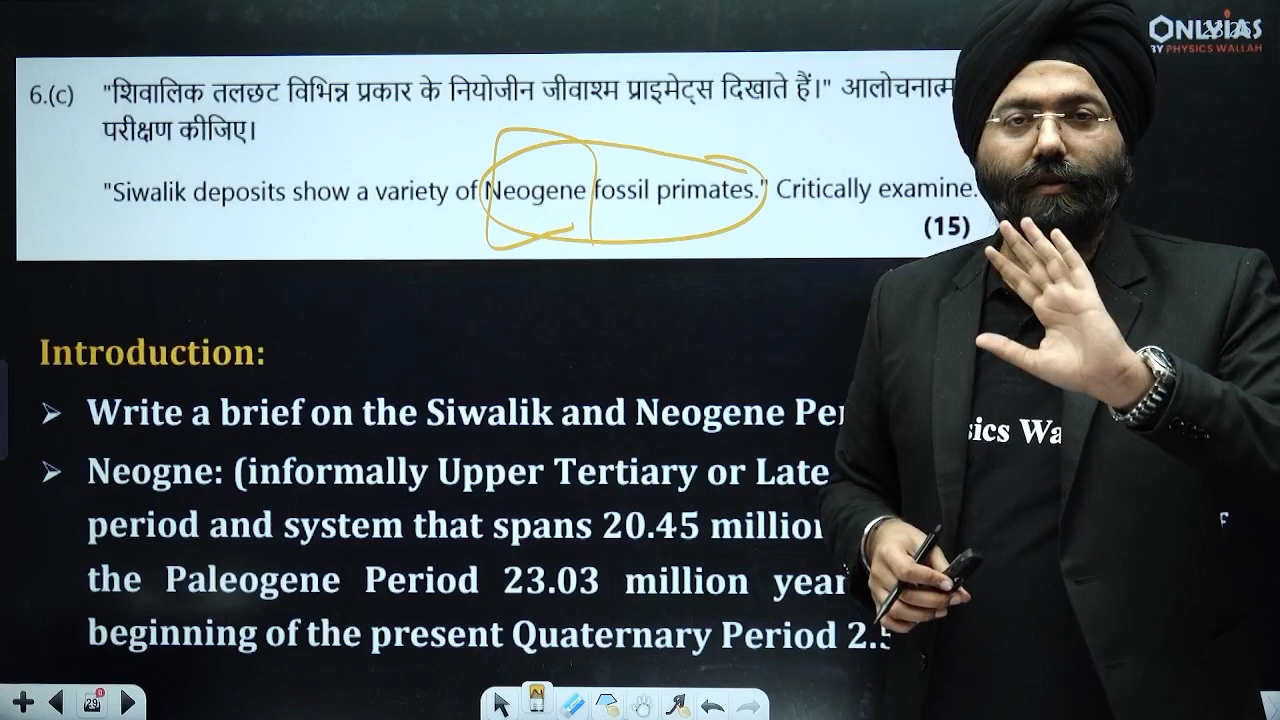 ONLYIAS
BY PHYSICS WALLAH
6.(c) "शिवालिक तलछट विभिन्न प्रकार के नियोजीन जीवाश्म प्राइमेट्स दिखाते हैं।" आलोचनात्म
परीक्षण कीजिए।
"Siwalik deposits show a variety of Neogene fossil primates." Critically examine.
(15)
Introduction:
➢ Write a brief on the Siwalik and Neogene Per
➢ Neogne: (informally Upper Tertiary or Late
period and system that spans 20.45 million
the Paleogene Period 23.03 million year
beginning of the present Quaternary Period 2.5
sics Wa
29